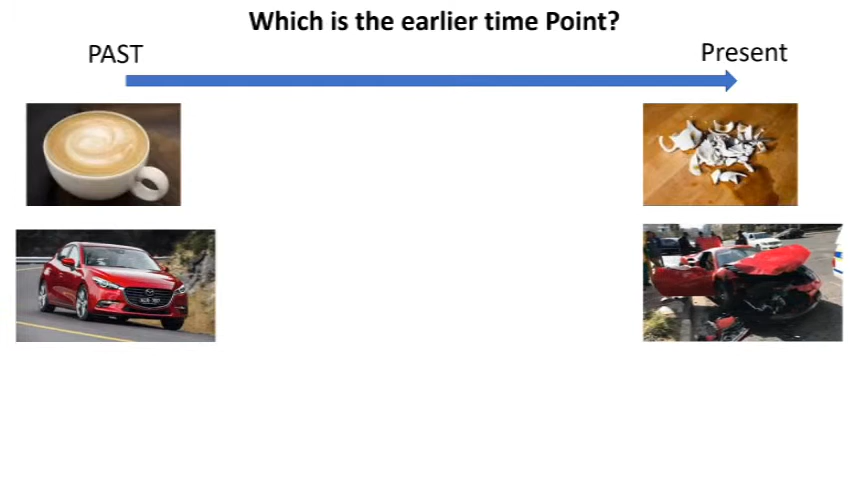 Which is the earlier time Point?
PAST
Present